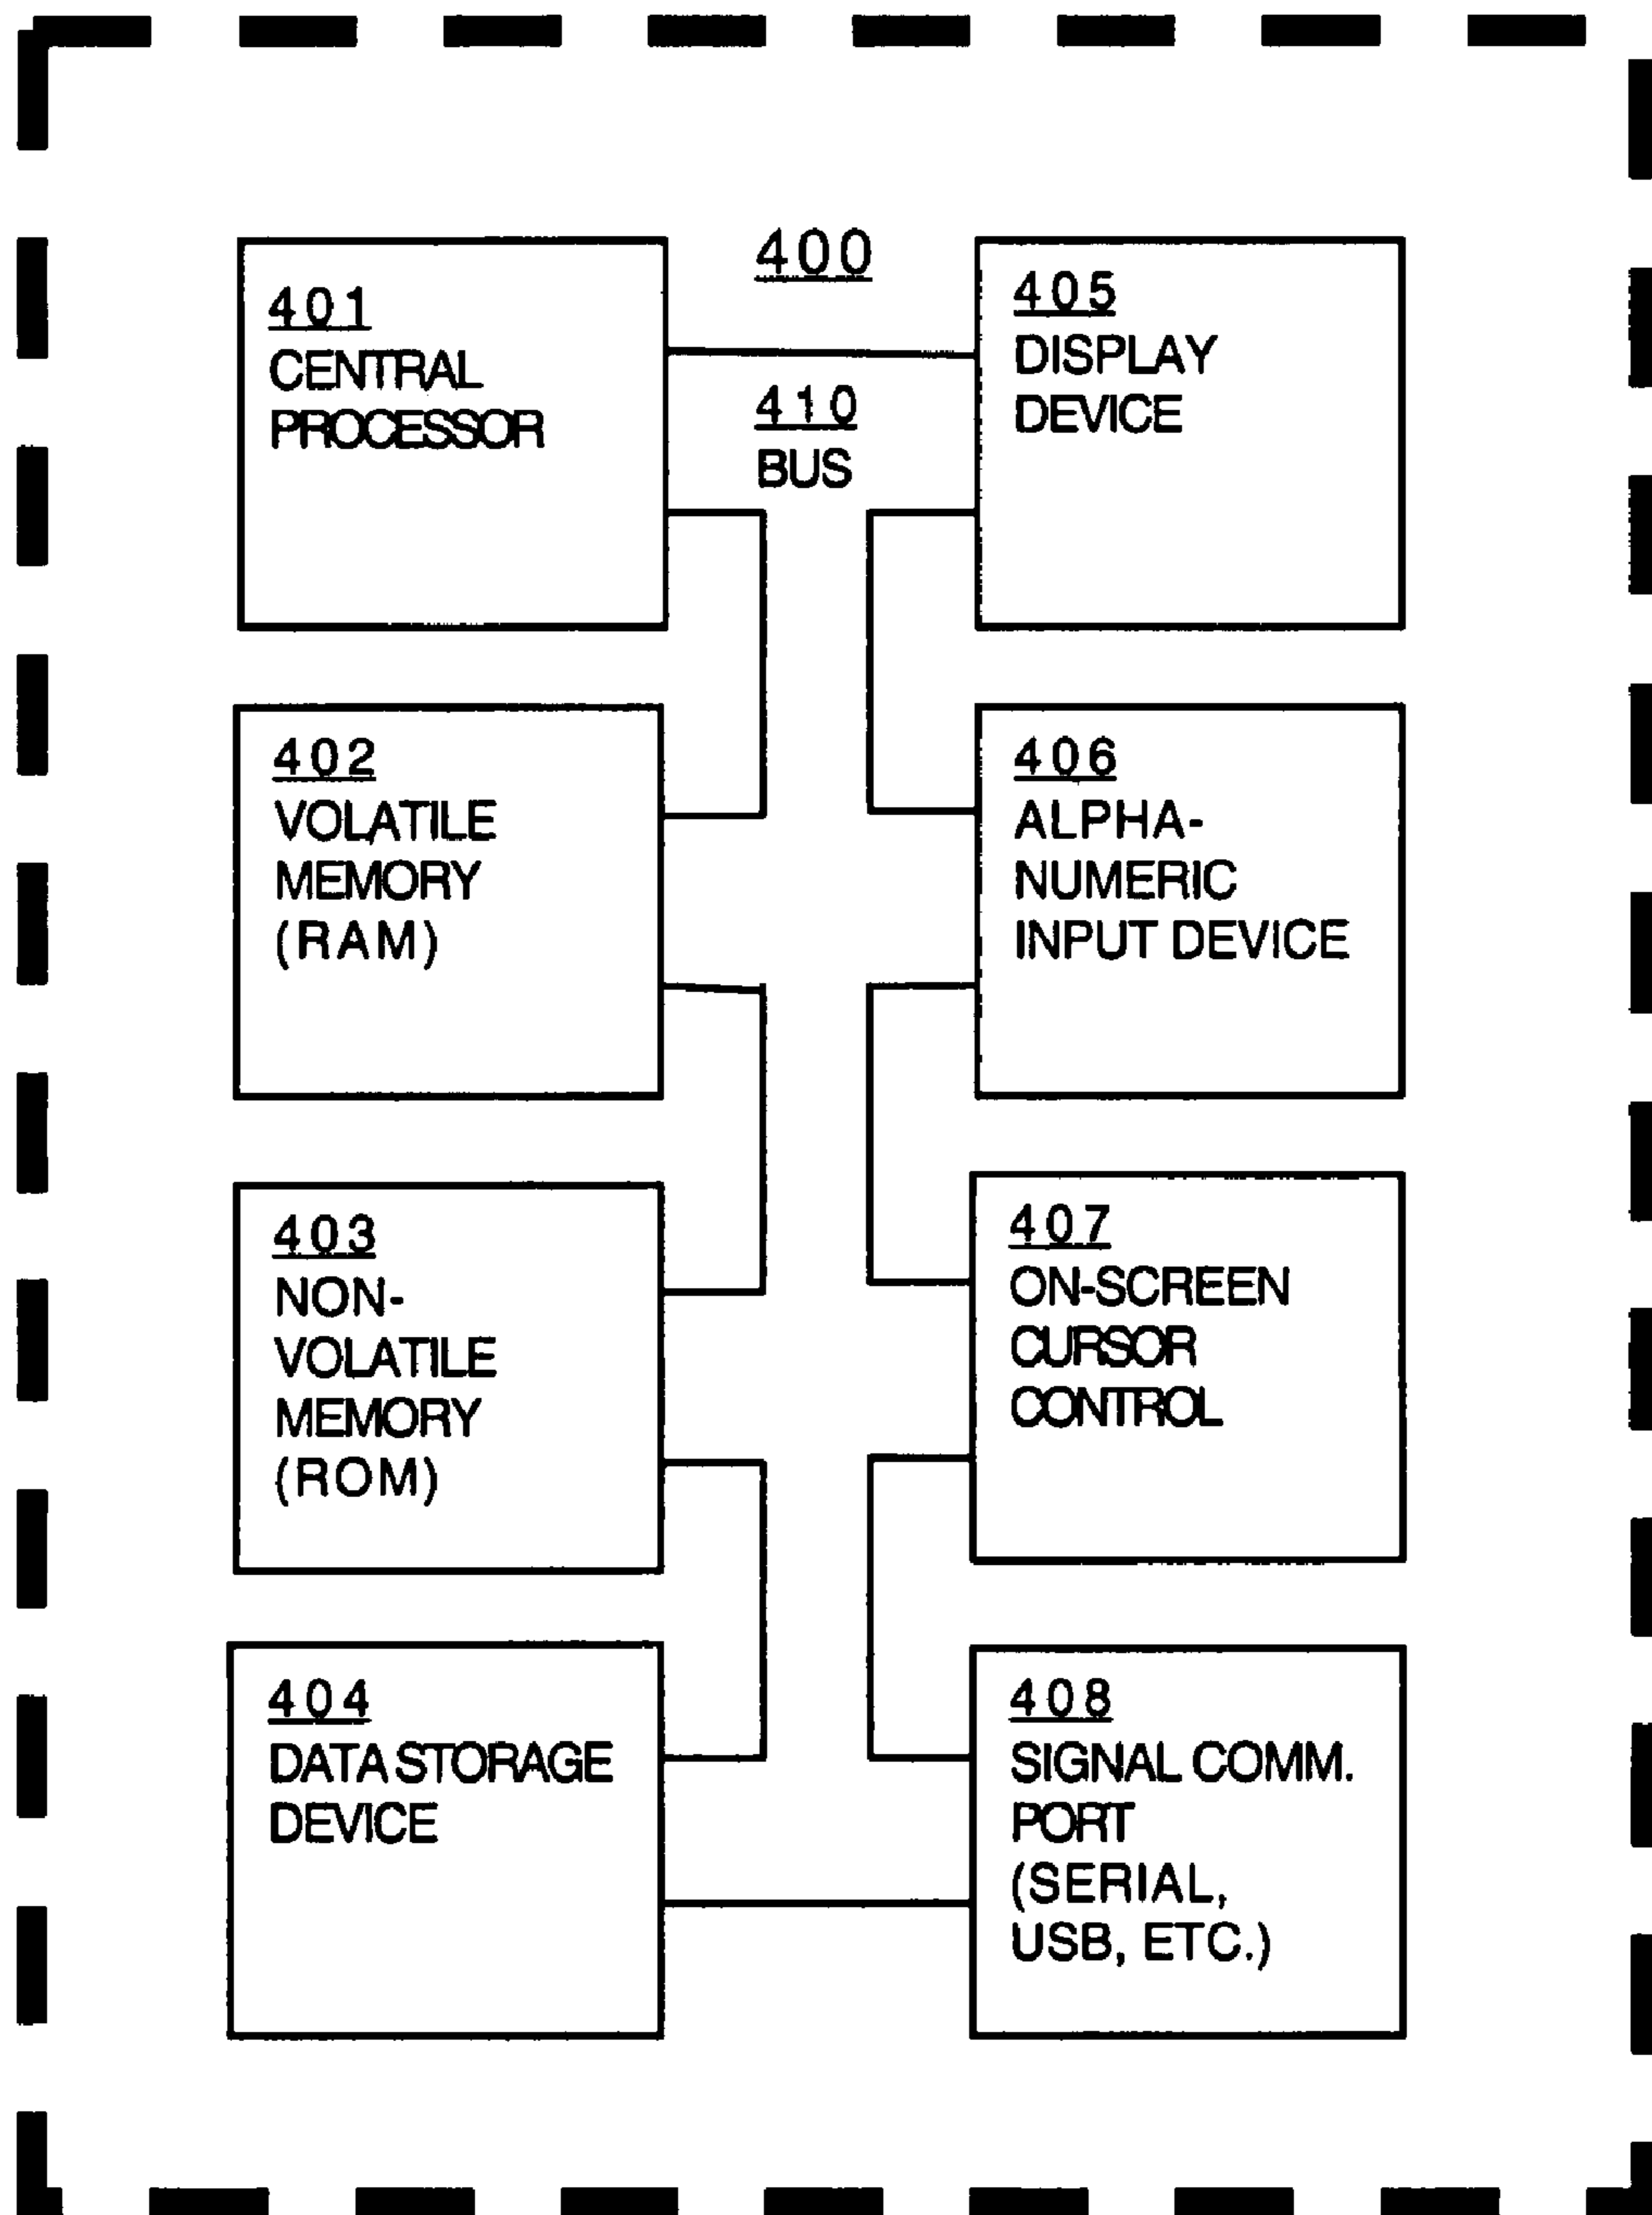 400
401
CENTRAL
PROCESSOR
410
BUS
405
DISPLAY
DEVICE
402
VOLATILE
MEMORY
(RAM)
406
ALPHA-
NUMERIC
INPUT DEVICE
403
NON-
VOLATILE
MEMORY
(ROM)
407
ON-SCREEN
CURSOR
CONTROL
404
DATA STORAGE
DEVICE
408
SIGNAL COMM.
PORT
(SERIAL,
USB, ETC.)